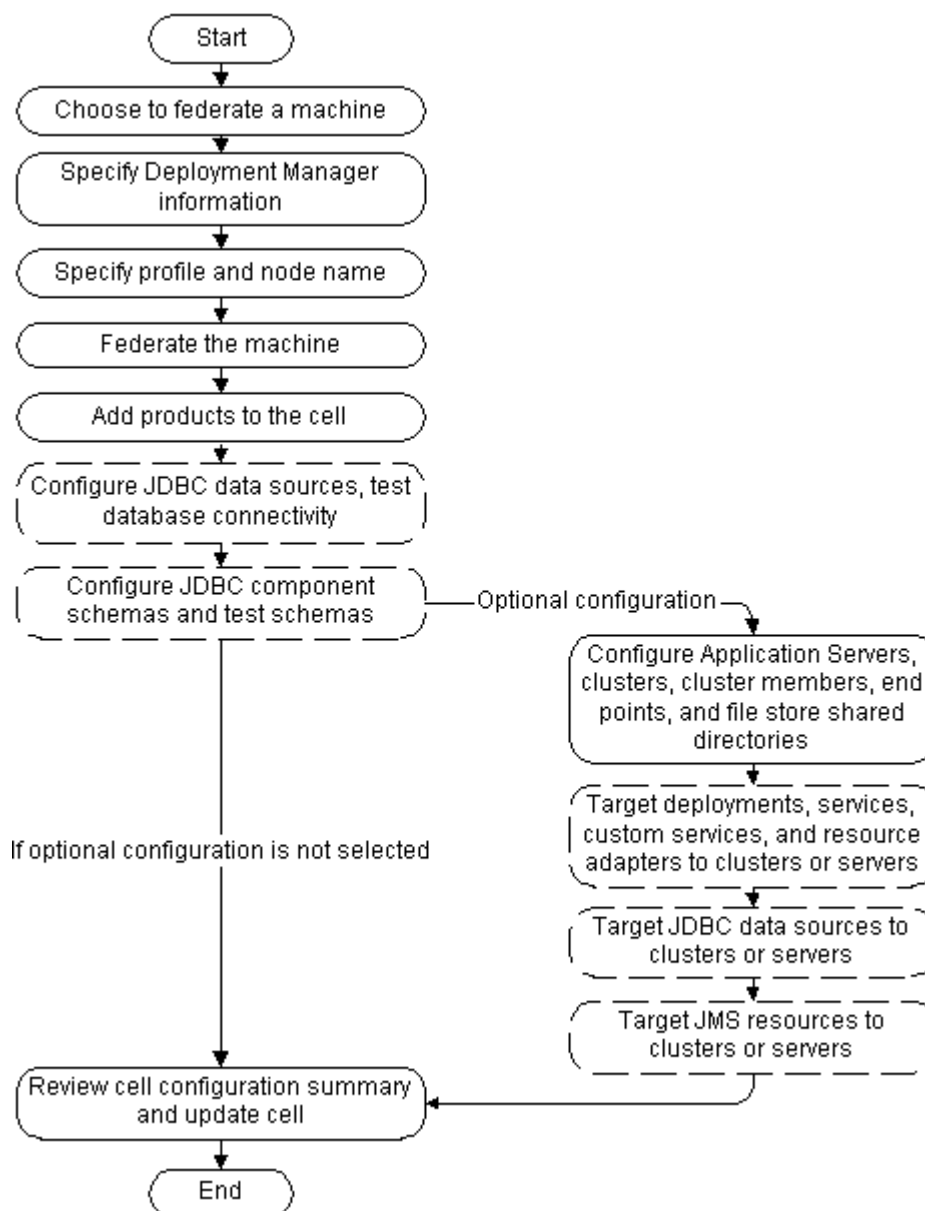 Start
Choose to federate a machine
Specify Deployment Manager
information
Specify profile and node name
Federate the machine
Add products to the cell
Configure JDBC data sources, test
database connectivity
Configure JDBC component
schemas and test schemas
Optional configuration
Configure Application Servers,
clusters, cluster members, end
points, and file store shared
directories
Target deployments, services,
custom services, and resource
adapters to clusters or servers
If optional configuration is not selected
Target JDBC data sources to
clusters or servers
Target JMS resources to
clusters or servers
Review cell configuration summary
and update cell
End